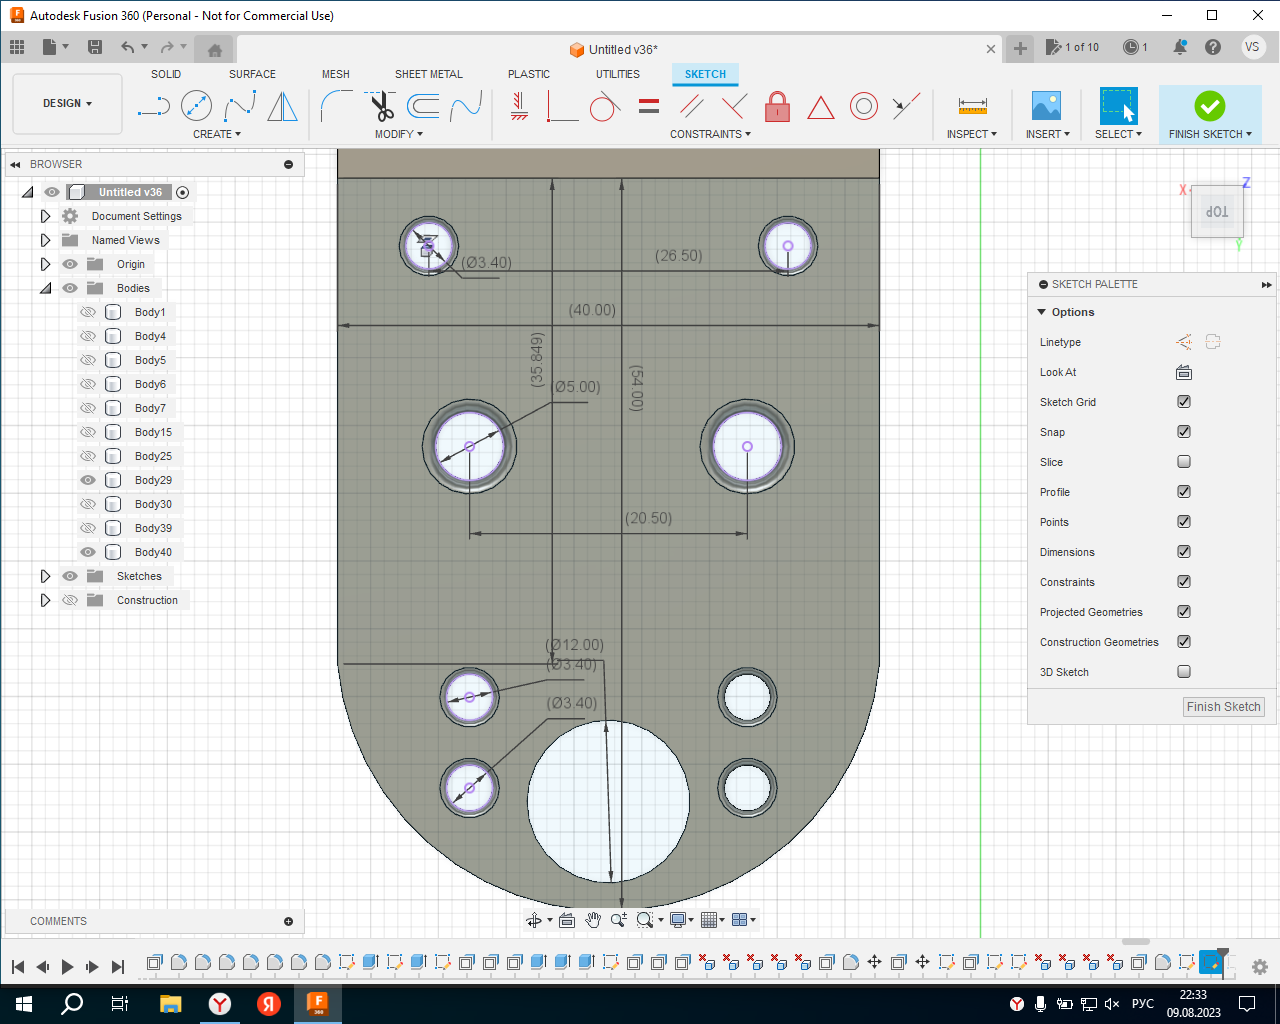 Autodesk Fusion 360 (Personal - Not for Commercial Use)
Untitled v36*
1 of 10
1
VS
DESIGN
SOLID
SURFACE
MESH
SHEET METAL
PLASTIC
UTILITIES
SKETCH
CREATE
MODIFY
CONSTRAINTS
INSPECT
INSERT
SELECT
FINISH SKETCH
BROWSER
Untitled v36
Document Settings
Named Views
Origin
Bodies
Body1
Body4
Body5
Body6
Body7
Body15
Body25
Body29
Body30
Body39
Body40
Sketches
Construction
(Ø3.40)
(26.50)
(40.00)
(35.849)
(54.00)
(Ø5.00)
(20.50)
(Ø12.00)
(Ø3.40)
(Ø3.40)
X
Z
TOP
Y
SKETCH PALETTE
Options
Linetype
Look At
Sketch Grid
Snap
Slice
Profile
Points
Dimensions
Constraints
Projected Geometries
Construction Geometries
3D Sketch
Finish Sketch
COMMENTS
F
360
РУС
22:33
09.08.2023